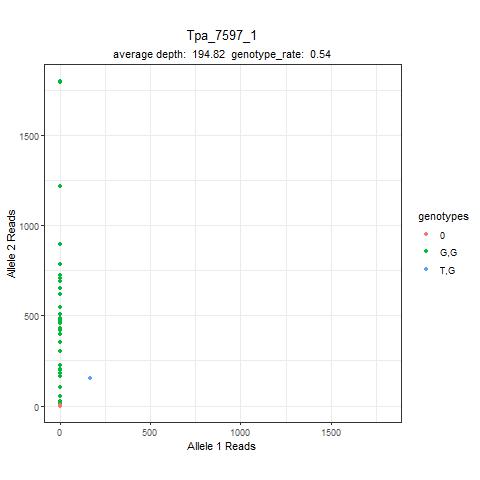 Tpa_7597_1
average depth:  194.82  genotype_rate:  0.54
Allele 2 Reads
1500
1000
500
0
0 500 1000 1500
Allele 1 Reads
genotypes
0
G,G
T,G